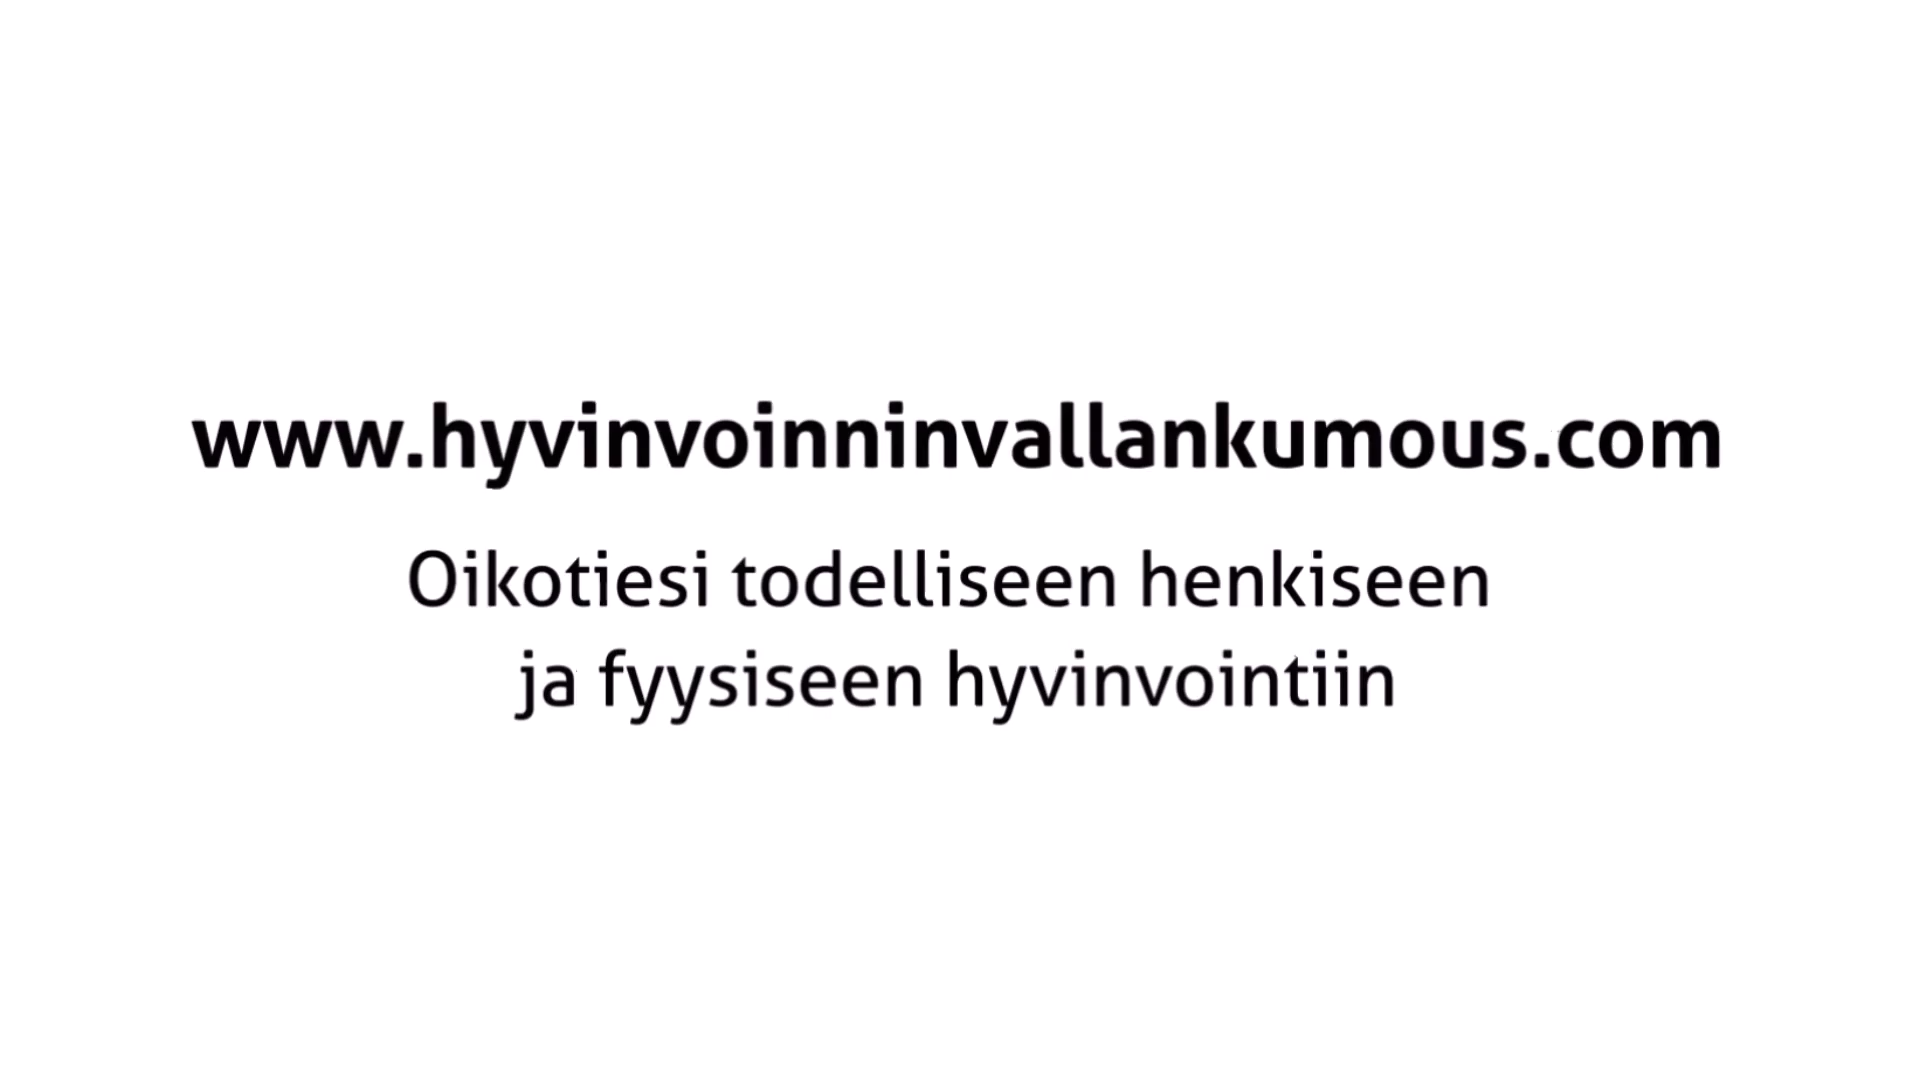 www.hyvinvoinninvallankumous.com
Oikotiesi todelliseen henkiseen
ja fyysiseen hyvinvointiin